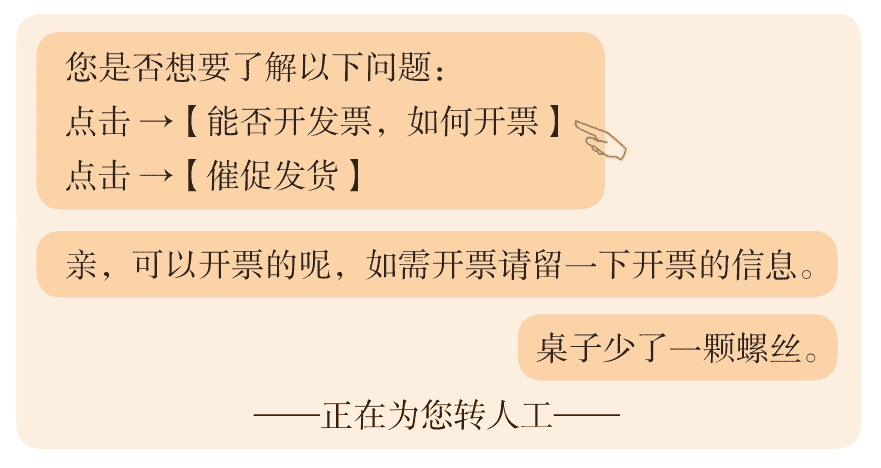 您是否想要了解以下问题：
点击→【能否开发票，如何开票】
点击→【催促发货】
亲，可以开票的呢，如需开票请留一下开票的信息。
桌子少了一颗螺丝。
——正在为您转人工——